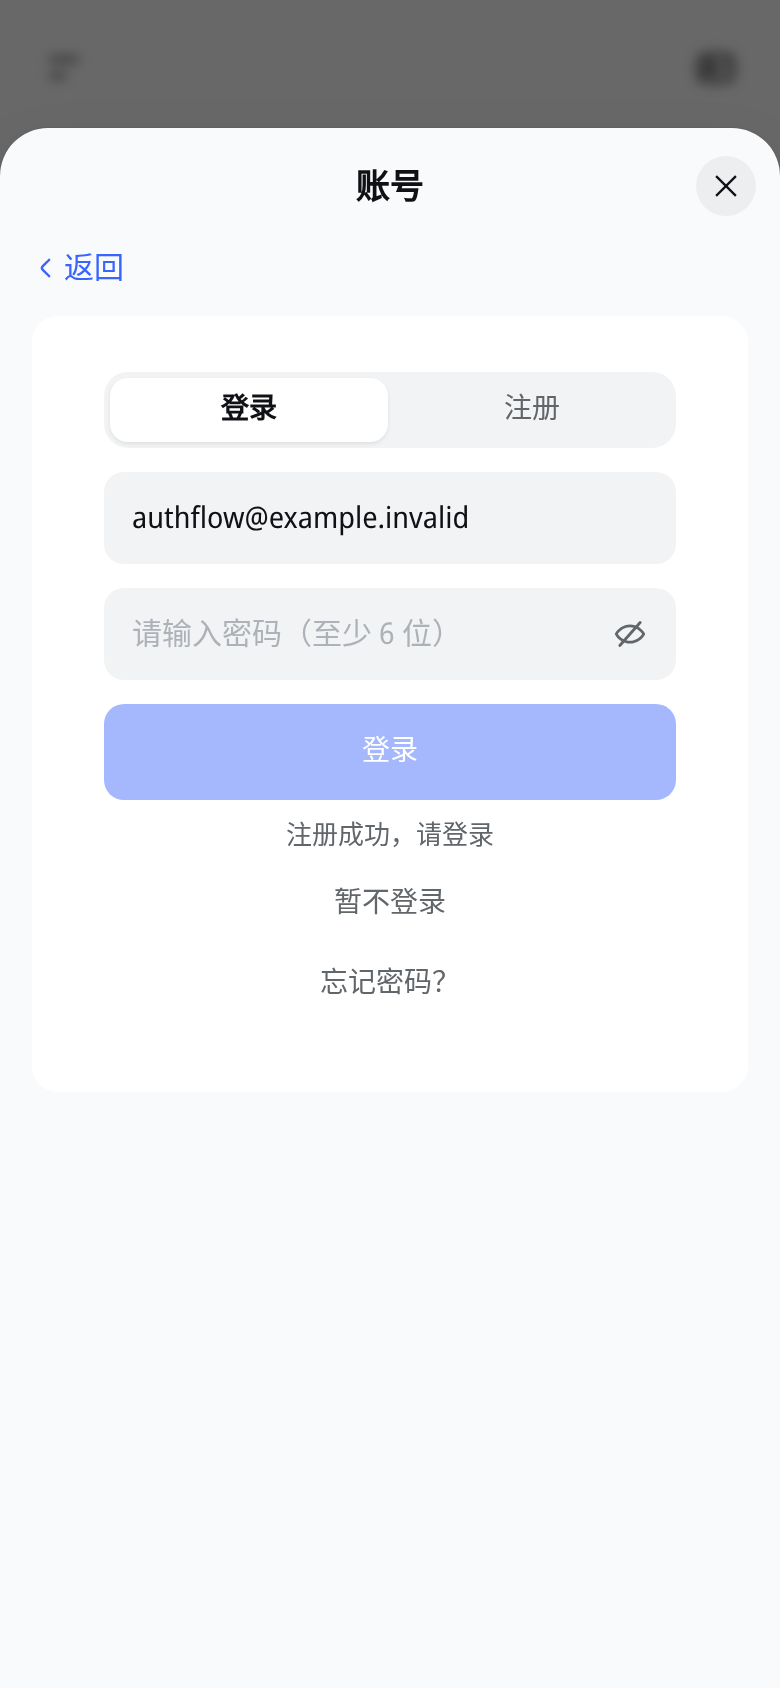 账号
返回
登录
注册
authflow@example.invalid
请输入密码（至少 6 位）
登录
注册成功，请登录
暂不登录
忘记密码？